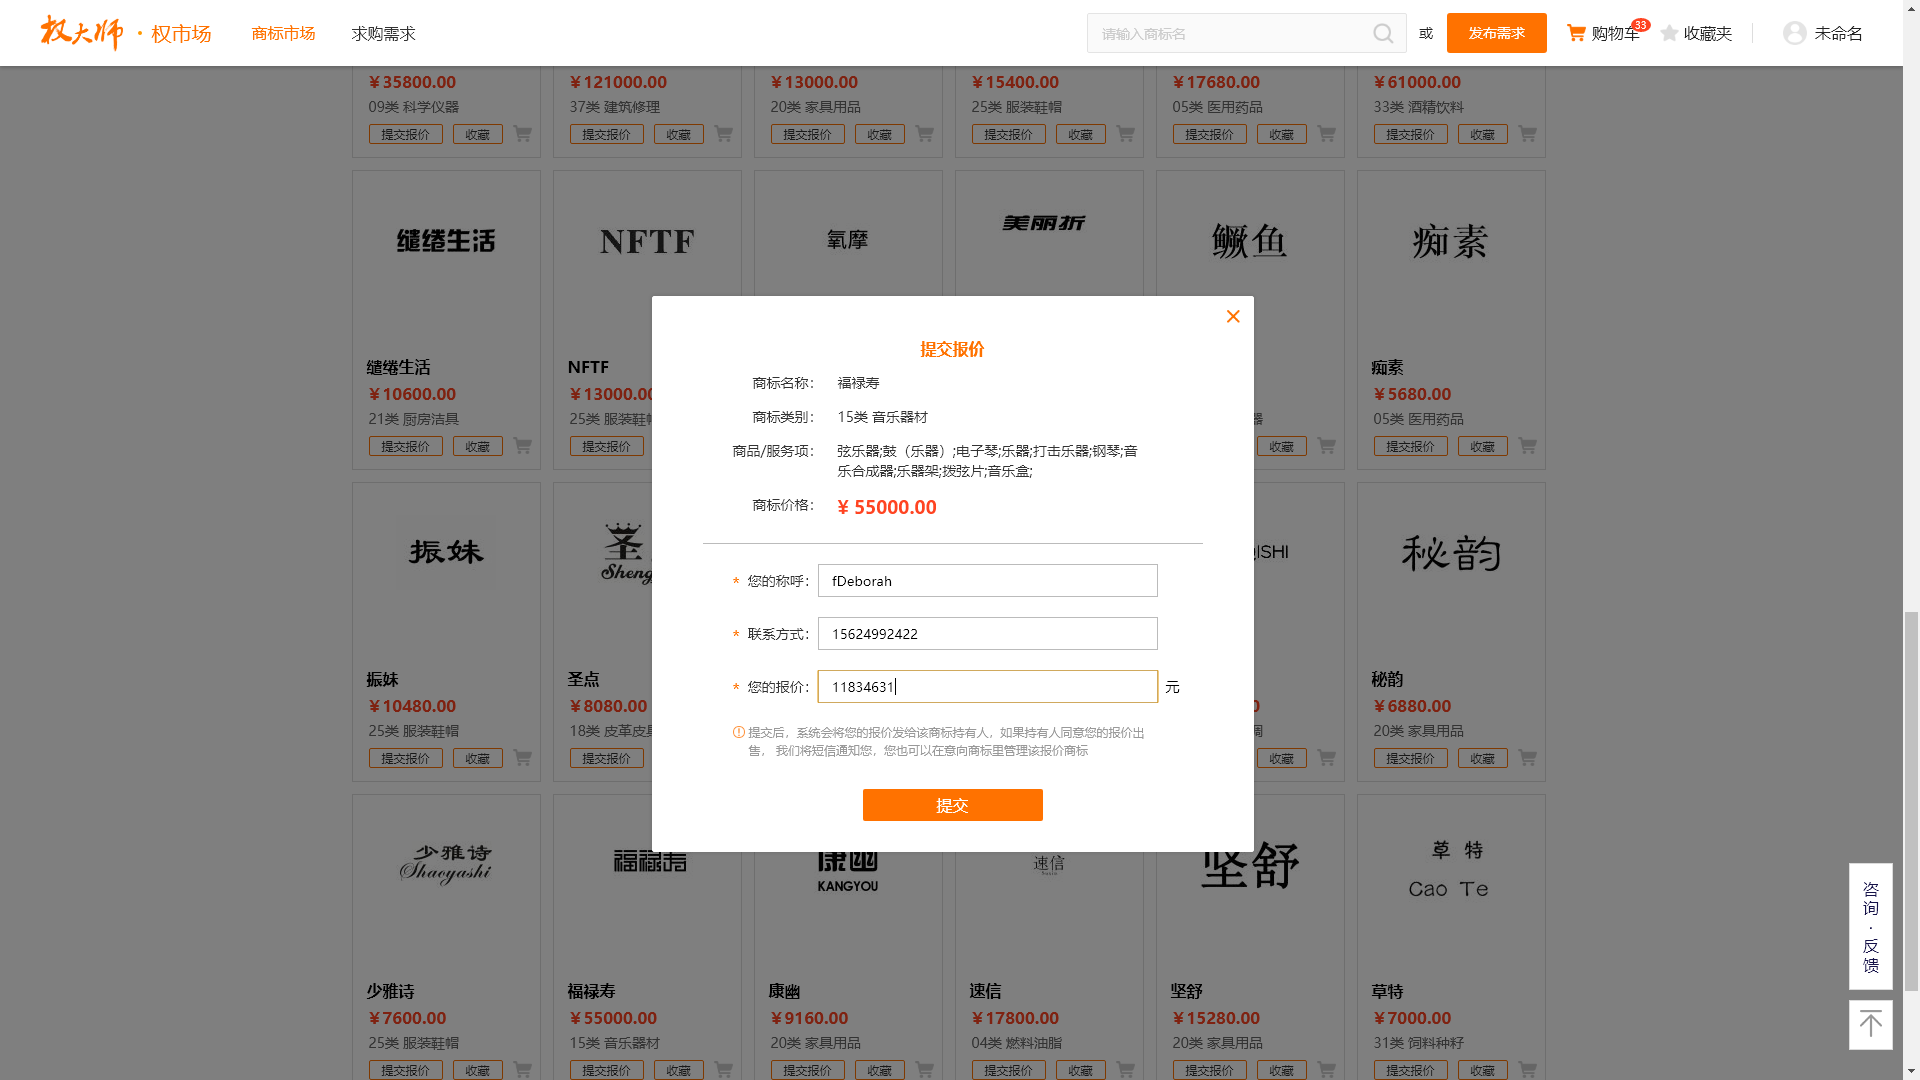 权大师 · 权市场 商标市场 求购需求 请输入商标名 或 发布需求 购物车 33 收藏夹 未命名
￥35800.00 ￥121000.00 ￥13000.00 ￥15400.00 ￥17680.00 ￥61000.00
09类 科学仪器 37类 建筑修理 20类 家具用品 25类 服装鞋帽 05类 医用药品 33类 酒精饮料
提交报价 收藏 提交报价 收藏 提交报价 收藏 提交报价 收藏 提交报价 收藏 提交报价 收藏
缱绻生活 NFTF 氧摩 美丽折 鳜鱼 痴素
缱绻生活 NFTF 痴素
￥10600.00 ￥13000.00 ￥5680.00
21类 厨房洁具 25类 服装鞋帽 器 05类 医用药品
提交报价 收藏 提交报价 收藏 提交报价 收藏
提交报价
商标名称： 福禄寿
商标类别： 15类 音乐器材
商品/服务项： 弦乐器;鼓（乐器）;电子琴;乐器;打击乐器;钢琴;音
乐合成器;乐器架;拨弦片;音乐盒;
商标价格： ¥ 55000.00
* 您的称呼： fDeborah
* 联系方式： 15624992422
* 您的报价： 11834631 元
提交后，系统会将您的报价发给该商标持有人，如果持有人同意您的报价出
售， 我们将短信通知您，您也可以在意向商标里管理该报价商标
提交
振妹 圣 Sheng QISHI 秘韵
振妹 圣点 秘韵
￥10480.00 ￥8080.00 0 ￥6880.00
25类 服装鞋帽 18类 皮革皮具 20类 家具用品
提交报价 收藏 提交报价 收藏 提交报价 收藏
少雅诗 Shaoyashi 福禄寿 康幽 KANGYOU 速信 坚舒 草特 Cao Te
少雅诗 福禄寿 康幽 速信 坚舒 草特
￥7600.00 ￥55000.00 ￥9160.00 ￥17800.00 ￥15280.00 ￥7000.00
25类 服装鞋帽 15类 音乐器材 20类 家具用品 04类 燃料油脂 20类 家具用品 31类 饲料种籽
提交报价 收藏 提交报价 收藏 提交报价 收藏 提交报价 收藏 提交报价 收藏 提交报价 收藏
咨询·反馈